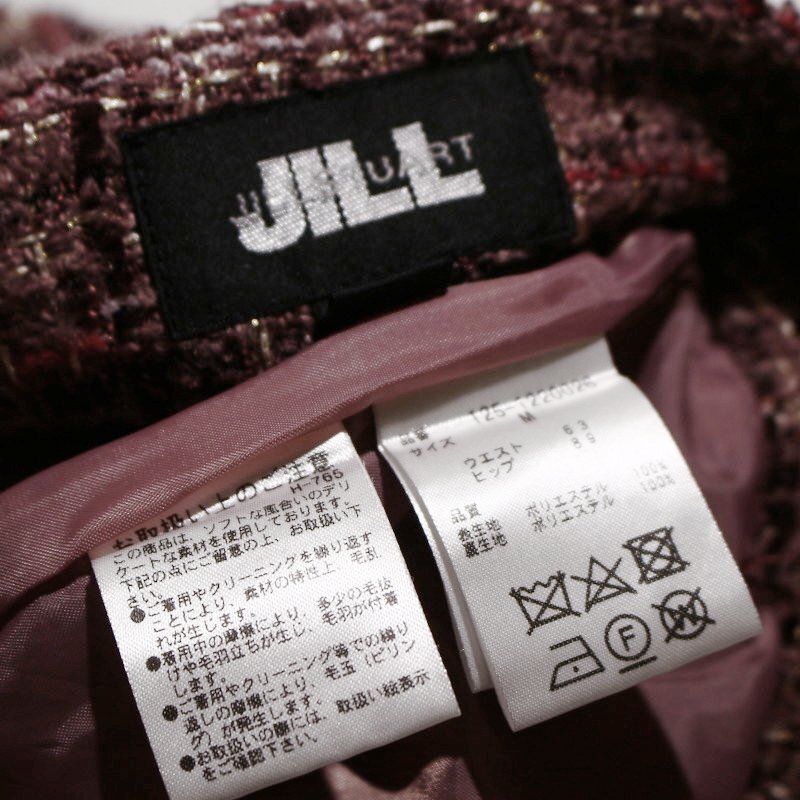 JILL
JILL STUART
品番 125-1220026
サイズ M
ウエスト 63
ヒップ 89
品質
表生地 ポリエステル 100%
裏生地 ポリエステル 100%
F
W
お取扱い上のご注意
H-765
この商品は、ソフトな風合いのデリ
ケートな素材を使用しております。
下記の点にご留意の上、お取扱い下
さい。
●ご着用やクリーニングを繰り返す
ことにより、素材の特性上 毛乱
れが生じます。
●着用中の摩擦により、多少の毛抜
けや毛羽立ちが生じ、毛羽が付着
します。
●ご着用やクリーニング等での繰り
返しの摩擦により、毛玉（ピリン
グ）が発生します。
●お取扱いの際には、取扱い絵表示
をご確認下さい。